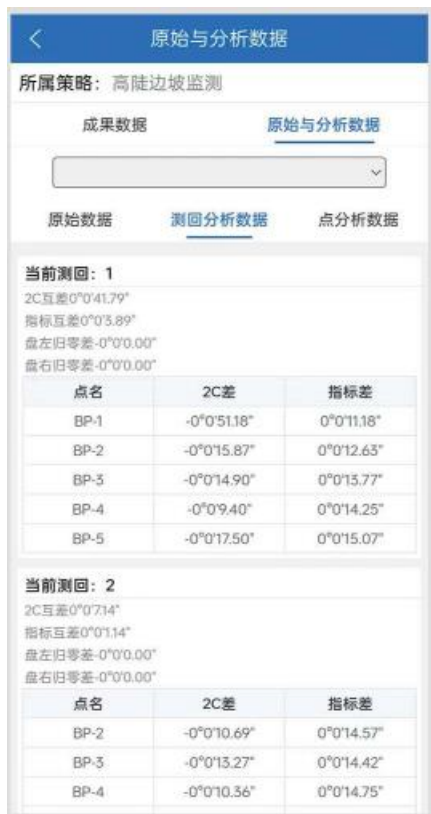 原始与分析数据
所属策略：高陡边坡监测
成果数据 原始与分析数据
原始数据 测回分析数据 点分析数据
当前测回：1
2C互差0°0'41.79"
指标互差0°0'3.89"
盘左归零差-0°0'0.00"
盘右归零差-0°0'0.00"
点名 2C差 指标差
BP-1 -0°0'51.18" 0°0'11.18"
BP-2 -0°0'15.87" 0°0'12.63"
BP-3 -0°0'14.90" 0°0'13.77"
BP-4 -0°0'9.40" 0°0'14.25"
BP-5 -0°0'17.50" 0°0'15.07"
当前测回：2
2C互差0°0'7.14"
指标互差0°0'1.14"
盘左归零差-0°0'0.00"
盘右归零差-0°0'0.00"
点名 2C差 指标差
BP-2 -0°0'10.69" 0°0'14.57"
BP-3 -0°0'13.27" 0°0'14.42"
BP-4 -0°0'10.36" 0°0'14.75"